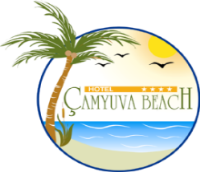 HOTEL ★★★★
ÇAMYUVA BEACH